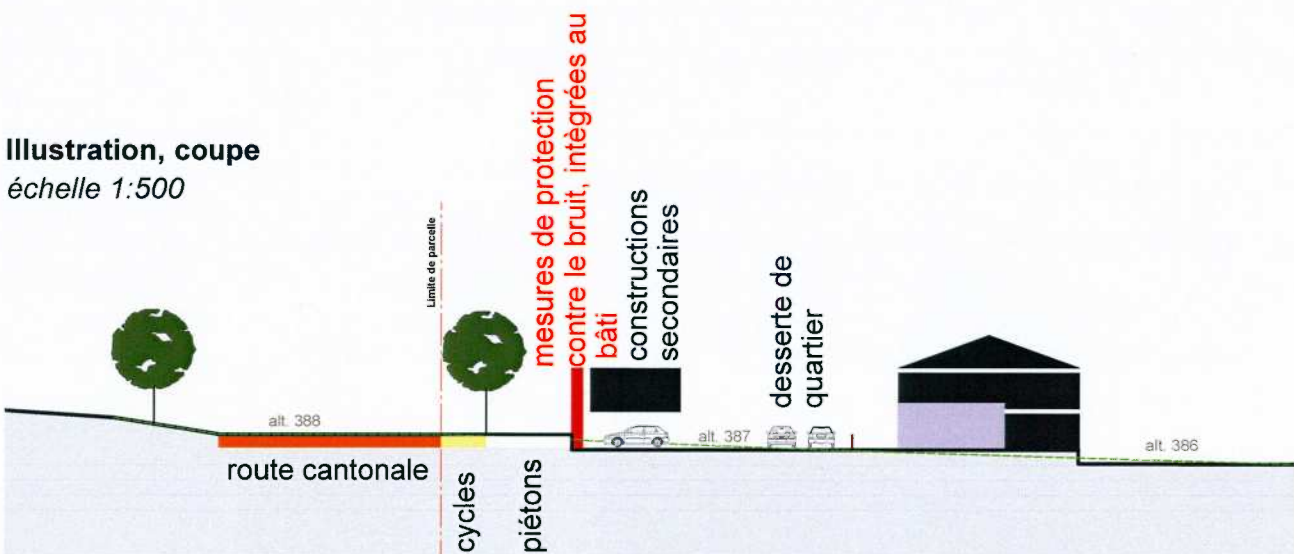 Illustration, coupe
échelle 1:500
Limite de parcelle
mesures de protection
contre le bruit, intègrées au
bâti
constructions
secondaires
desserte de
quartier
alt. 388
alt. 387
alt. 386
route cantonale
cycles
piétons